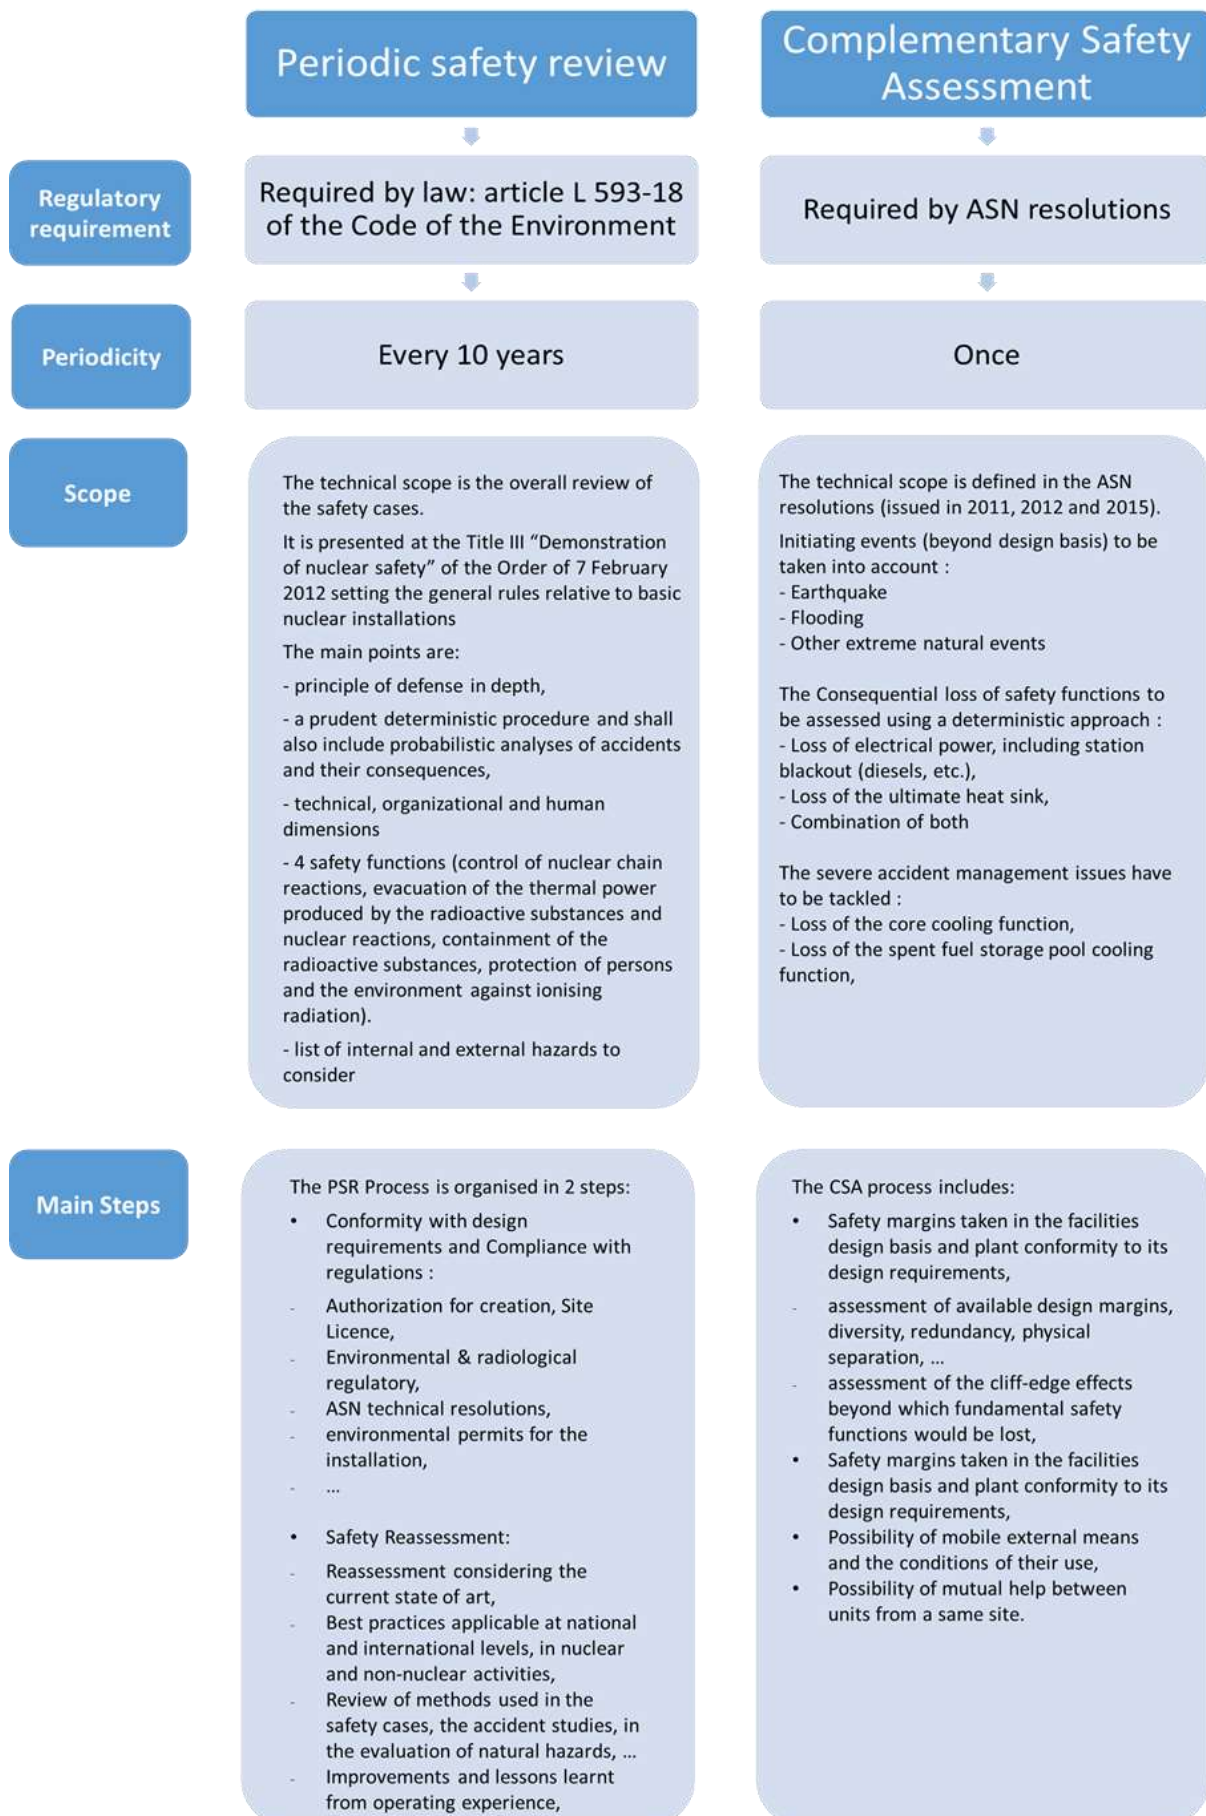 Periodic safety review
Complementary Safety
Assessment
Regulatory
requirement
Required by law: article L 593-18
of the Code of the Environment
Required by ASN resolutions
Periodicity
Every 10 years
Once
Scope
The technical scope is the overall review of
the safety cases.
It is presented at the Title III “Demonstration
of nuclear safety” of the Order of 7 February
2012 setting the general rules relative to basic
nuclear installations
The main points are:
- principle of defense in depth,
- a prudent deterministic procedure and shall
also include probabilistic analyses of accidents
and their consequences,
- technical, organizational and human
dimensions
- 4 safety functions (control of nuclear chain
reactions, evacuation of the thermal power
produced by the radioactive substances and
nuclear reactions, containment of the
radioactive substances, protection of persons
and the environment against ionising
radiation).
- list of internal and external hazards to
consider
The technical scope is defined in the ASN
resolutions (issued in 2011, 2012 and 2015).
Initiating events (beyond design basis) to be
taken into account :
- Earthquake
- Flooding
- Other extreme natural events
The Consequential loss of safety functions to
be assessed using a deterministic approach :
- Loss of electrical power, including station
blackout (diesels, etc.),
- Loss of the ultimate heat sink,
- Combination of both
The severe accident management issues have
to be tackled :
- Loss of the core cooling function,
- Loss of the spent fuel storage pool cooling
function,
Main Steps
The PSR Process is organised in 2 steps:
• Conformity with design
requirements and Compliance with
regulations :
- Authorization for creation, Site
Licence,
- Environmental & radiological
regulatory,
- ASN technical resolutions,
- environmental permits for the
installation,
- ...
• Safety Reassessment:
- Reassessment considering the
current state of art,
- Best practices applicable at national
and international levels, in nuclear
and non-nuclear activities,
- Review of methods used in the
safety cases, the accident studies, in
the evaluation of natural hazards, ...
- Improvements and lessons learnt
from operating experience,
The CSA process includes:
• Safety margins taken in the facilities
design basis and plant conformity to its
design requirements,
- assessment of available design margins,
diversity, redundancy, physical
separation, ...
- assessment of the cliff-edge effects
beyond which fundamental safety
functions would be lost,
• Safety margins taken in the facilities
design basis and plant conformity to its
design requirements,
• Possibility of mobile external means
and the conditions of their use,
• Possibility of mutual help between
units from a same site.